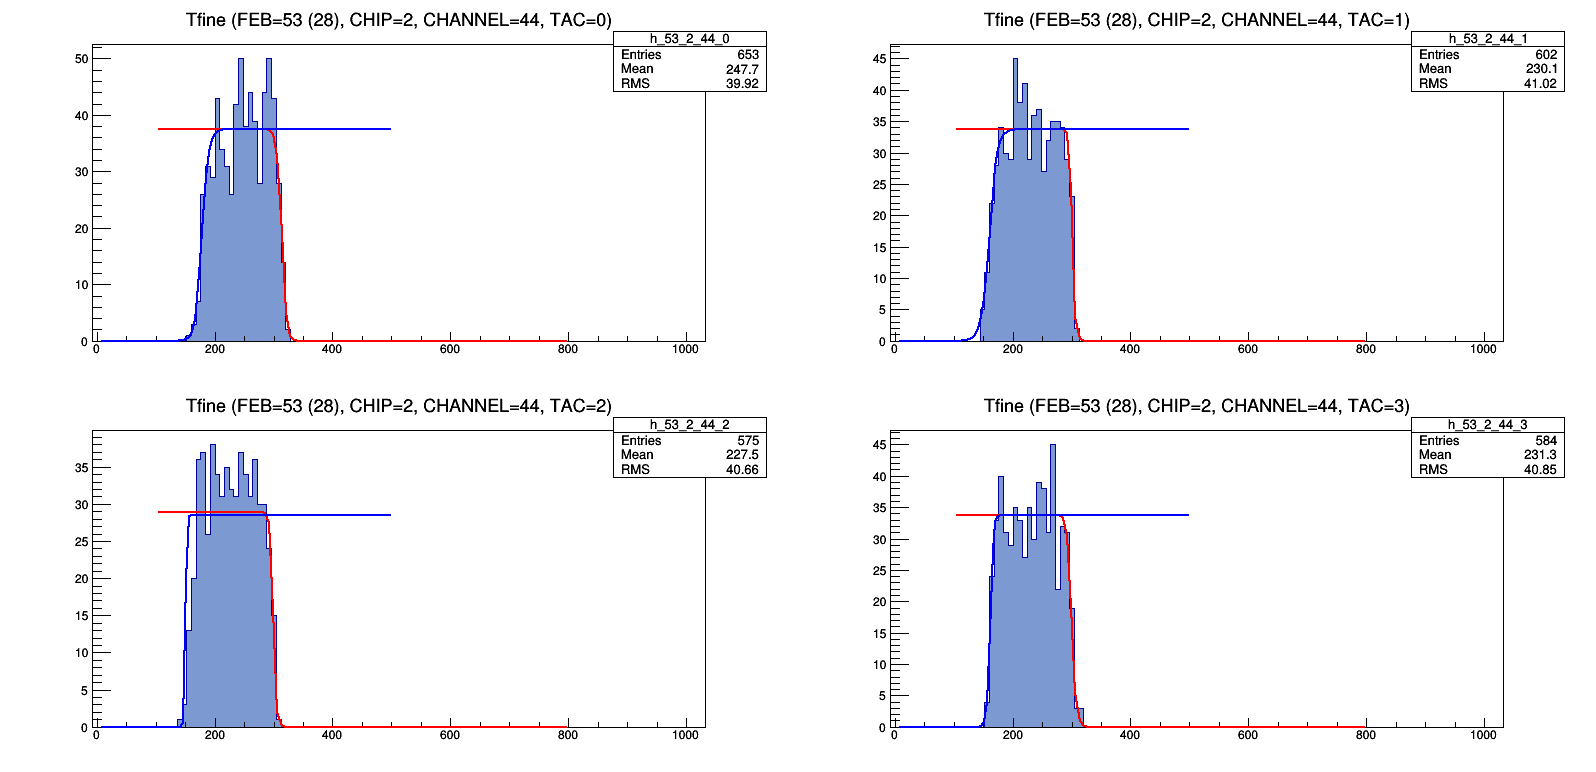 Tfine (FEB=53 (28), CHIP=2, CHANNEL=44, TAC=0)
h_53_2_44_0
Entries 653
Mean 247.7
RMS 39.92
50
40
30
20
10
0
0 200 400 600 800 1000
Tfine (FEB=53 (28), CHIP=2, CHANNEL=44, TAC=1)
h_53_2_44_1
Entries 602
Mean 230.1
RMS 41.02
45
40
35
30
25
20
15
10
5
0
0 200 400 600 800 1000
Tfine (FEB=53 (28), CHIP=2, CHANNEL=44, TAC=2)
h_53_2_44_2
Entries 575
Mean 227.5
RMS 40.66
35
30
25
20
15
10
5
0
0 200 400 600 800 1000
Tfine (FEB=53 (28), CHIP=2, CHANNEL=44, TAC=3)
h_53_2_44_3
Entries 584
Mean 231.3
RMS 40.85
45
40
35
30
25
20
15
10
5
0
0 200 400 600 800 1000